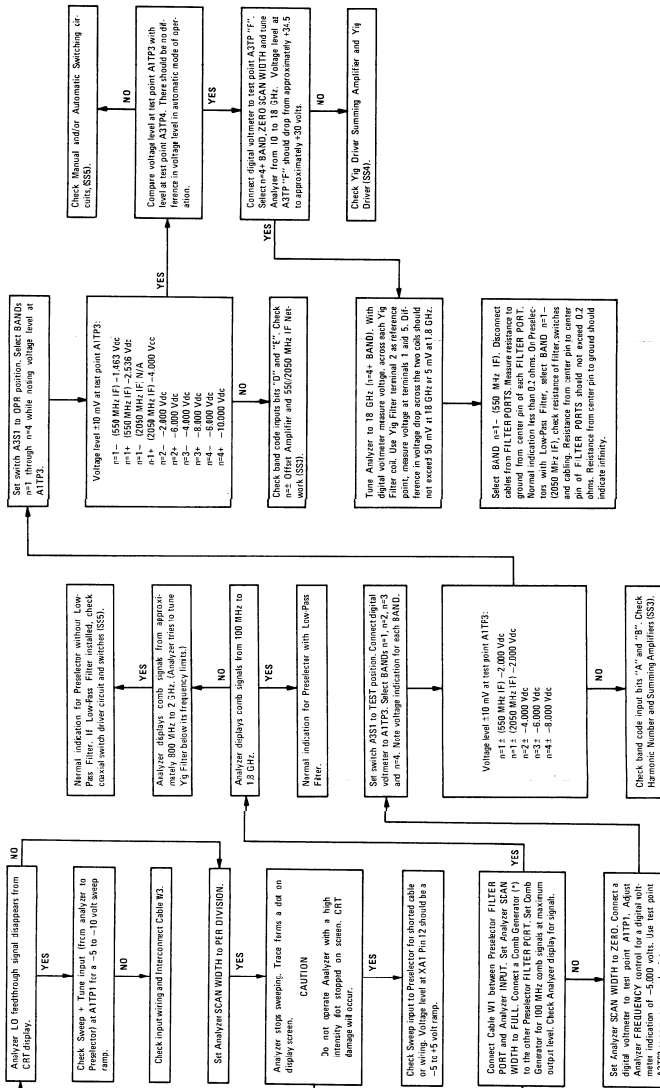 Analyzer LO feedthrough signal disappears from
CRT display.
NO
YES
Check Sweep + Tune input (from analyzer to
Preselector) at A1TP1 for a –5 to –10 volt sweep
ramp.
NO
Check input wiring and Interconnect Cable W3.
Set Analyzer SCAN WIDTH to PER DIVISION.
YES
Analyzer stops sweeping. Trace forms a dot on
display screen.
CAUTION
Do not operate Analyzer with a high
intensity dot stopped on screen. CRT
damage will occur.
YES
Check Sweep input to Preselector for shorted cable
or wiring. Voltage level at XA1 Pin 12 should be a
–5 to +5 volt ramp.
Connect Cable W1 between Preselector FILTER
PORT and Analyzer INPUT. Set Analyzer SCAN
WIDTH to FULL. Connect a Comb Generator (*)
to the other Preselector FILTER PORT. Set Comb
Generator for 100 MHz comb signals at maximum
output level. Check Analyzer display for signals.
YES
NO
Set Analyzer SCAN WIDTH to ZERO. Connect a
digital voltmeter to test point A1TP1. Adjust
Analyzer FREQUENCY control for a digital volt-
meter indication of –5.000 volts. Use test point
Normal indication for Preselector without Low-
Pass Filter. If Low-Pass Filter installed, check
coaxial switch driver circuit and switches (SS5).
YES
Analyzer displays comb signals from approxi-
mately 800 MHz to 2 GHz. (Analyzer tries to tune
Yig Filter below its frequency limits.)
NO
Analyzer displays comb signals from 100 MHz to
1.8 GHz.
YES
Normal indication for Preselector with Low-Pass
Filter.
Set switch A3S1 to TEST position. Connect digital
voltmeter to A1TP3. Select BANDs n=1, n=2, n=3
and n=4. Note voltage indication for each BAND.
Voltage level ±10 mV at test point A1TP3:
n=1± (550 MHz IF) –2.000 Vdc
n=1± (2050 MHz IF) –2.000 Vdc
n=2± –4.000 Vdc
n=3± –6.000 Vdc
n=4± –8.000 Vdc
NO
Check band code input bits "A" and "B". Check
Harmonic Number and Summing Amplifiers (SS3).
Set switch A3S1 to OPR position. Select BANDs
n=1 through n=4 while noting voltage level at
A1TP3.
Voltage level ±10 mV at test point A1TP3:
n=1– (550 MHz IF) –1.463 Vdc
n=1+ (550 MHz IF) –2.536 Vdc
n=1– (2050 MHz IF) N/A
n-1+ (2050 MHz IF) –4.000 Vcc
n=2– –2.000 Vdc
n=2+ –6.000 Vdc
n=3– –4.000 Vdc
n=3+ –8.000 Vdc
n=4– –6.000 Vdc
n=4+ –10.000 Vdc
YES
NO
Check band code inputs bits "D" and "E". Check
n=± Offset Amplifier and 550/2050 MHz IF Net-
work (SS3).
Tune Analyzer to 18 GHz (n=4+ BAND). With
digital voltmeter measure voltage, across each Yig
Filter coil. Use Yig Filter terminal 2 as reference
point, measure voltage at terminals 1 and 5. Dif-
ference in voltage drop across the two coils should
not exceed 50 mV at 18 GHz or 5 mV at 1.8 GHz.
Select BAND n=1– (550 MHz IF). Disconnect
cables from FILTER PORTS. Measure resistance to
ground from center pin of each FILTER PORT.
Normal indication less than 0.2 ohms. On Preselec-
tors with Low-Pass Filter, select BAND n=1–
(2050 MHz IF), check resistance of filter, switches
and cabling. Resistance from center pin to center
pin of FILTER PORTS should not exceed 0.2
ohms. Resistance from center pin to ground should
indicate infinity.
Check Manual and/or Automatic Switching cir-
cuits, (SS5).
NO
Compare voltage level at test point A1TP3 with
level at test point A3TP4. There should be no dif-
ference in voltage level in automatic mode of oper-
ation.
YES
Connect digital voltmeter to test point A3TP "F".
Select n=4+ BAND, ZERO SCAN WIDTH and tune
Analyzer from 10 to 18 GHz. Voltage level at
A3TP "F" should drop from approximately +34.5
to approximately +30 volts.
YES
NO
Check Yig Driver Summing Amplifier and Yig
Driver (SS4).